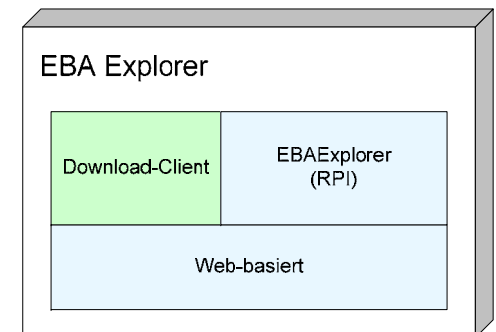 EBA Explorer
Download-Client
EBAExplorer
(RPI)
Web-basiert